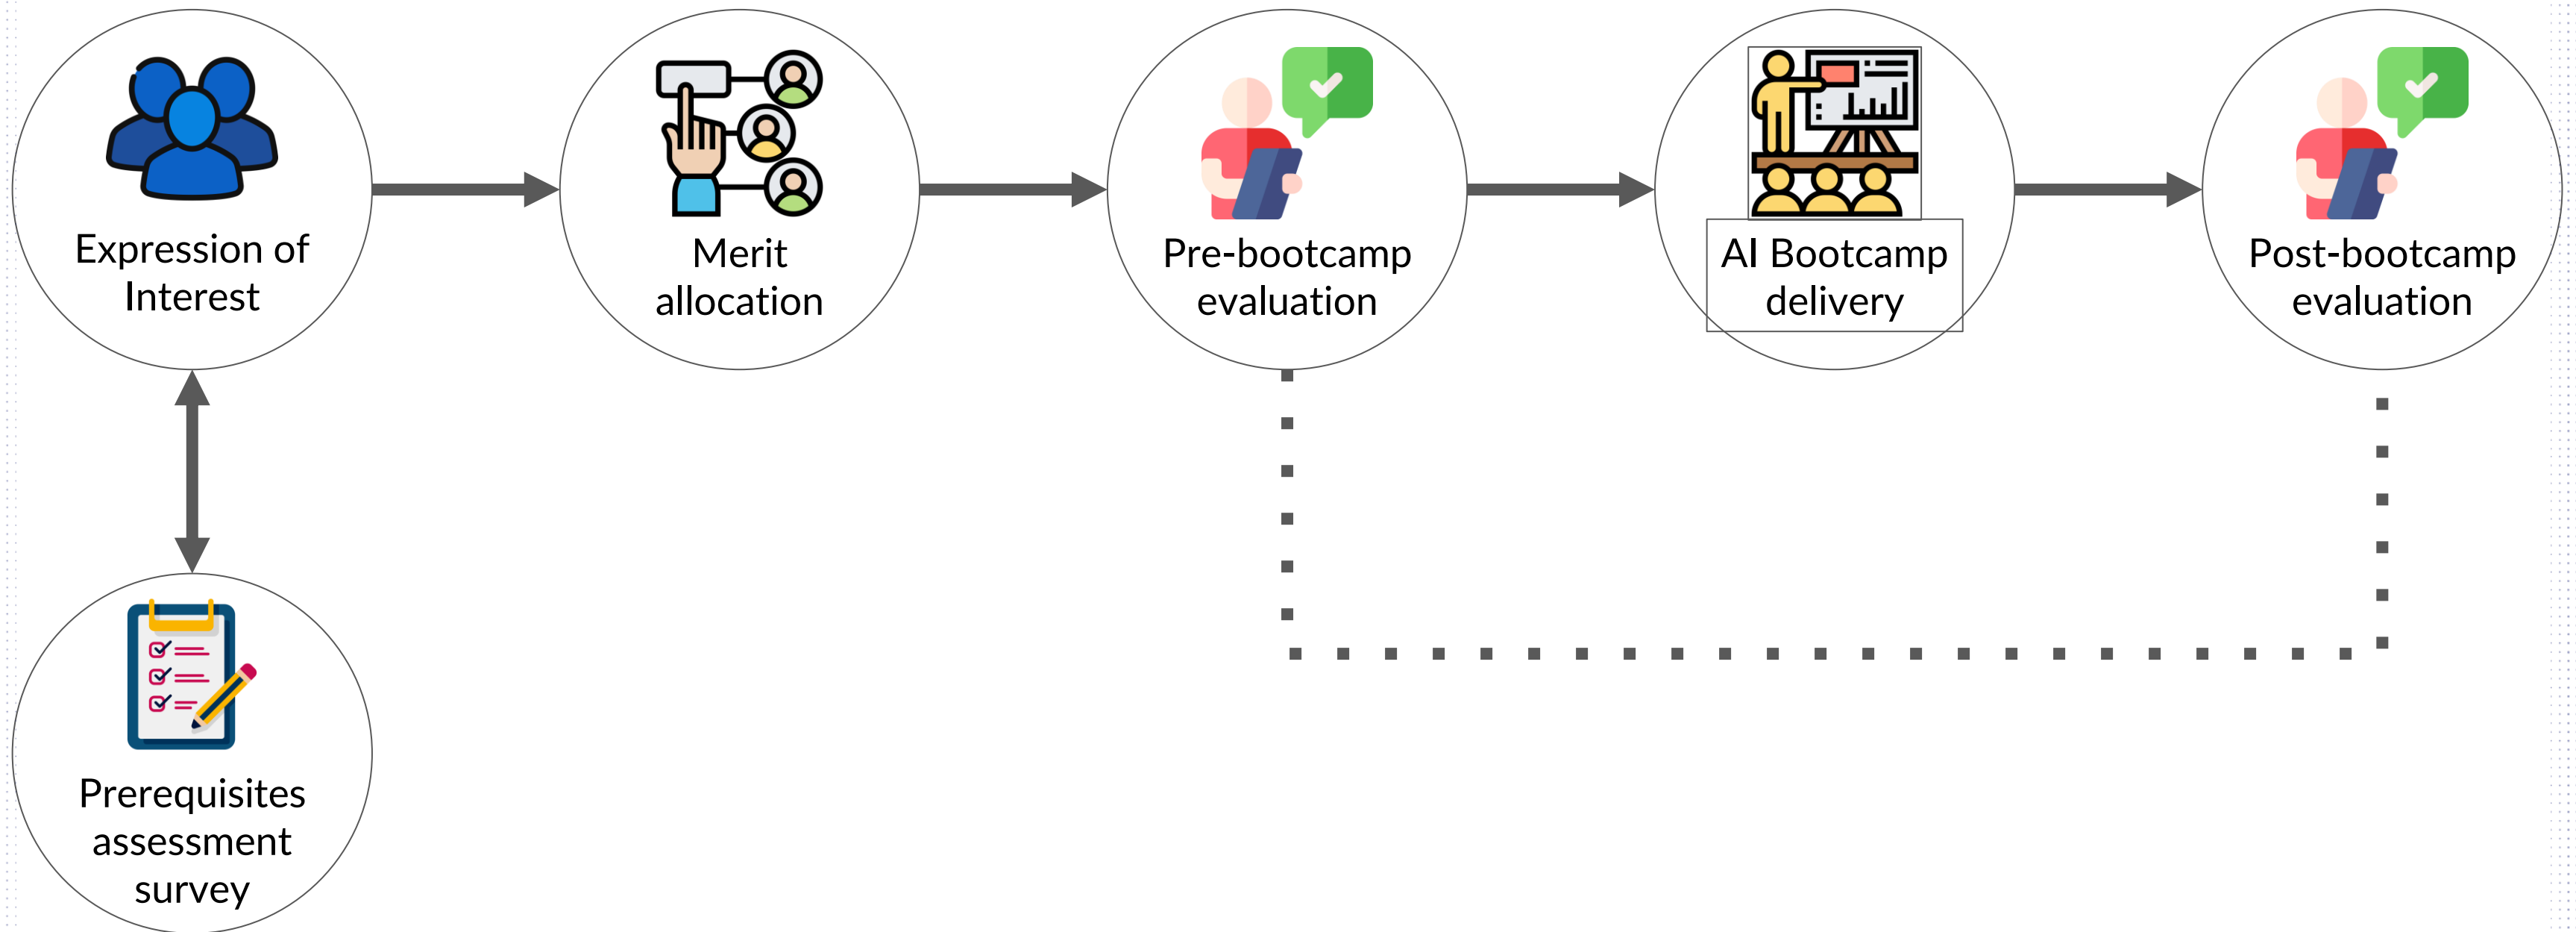 Expression of
Interest
Merit
allocation
Pre-bootcamp
evaluation
AI Bootcamp
delivery
Post-bootcamp
evaluation
Prerequisites
assessment
survey